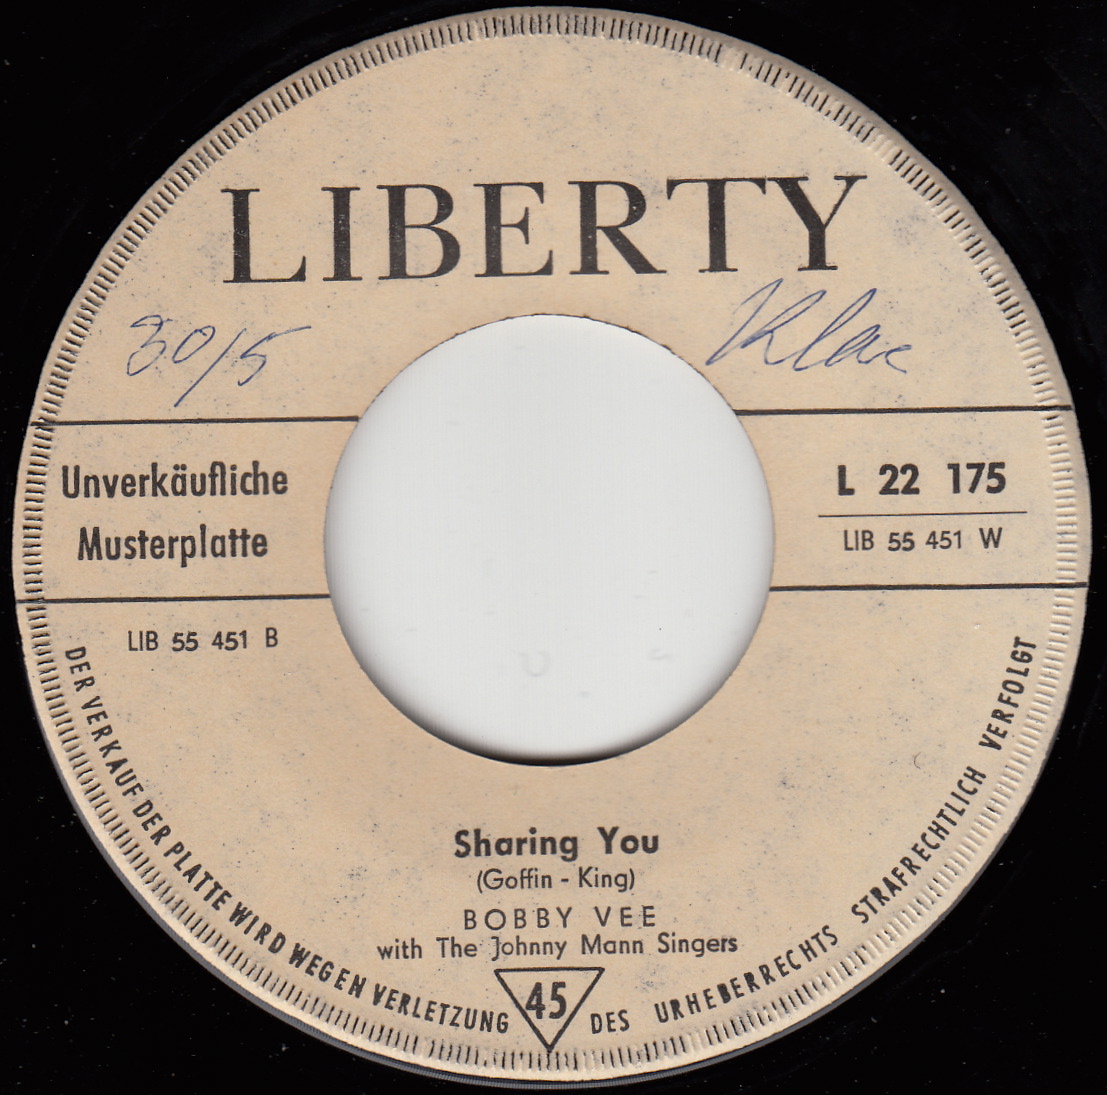 LIBERTY
30/5
Unverkäufliche
Musterplatte
L 22 175
LIB 55 451 W
LIB 55 451 B
Sharing You
(Goffin - King)
BOBBY VEE
with The Johnny Mann Singers
45
DER VERKAUF DER PLATTE WIRD WEGEN VERLETZUNG DES URHEBERRECHTS STRAFRECHTLICH VERFOLGT